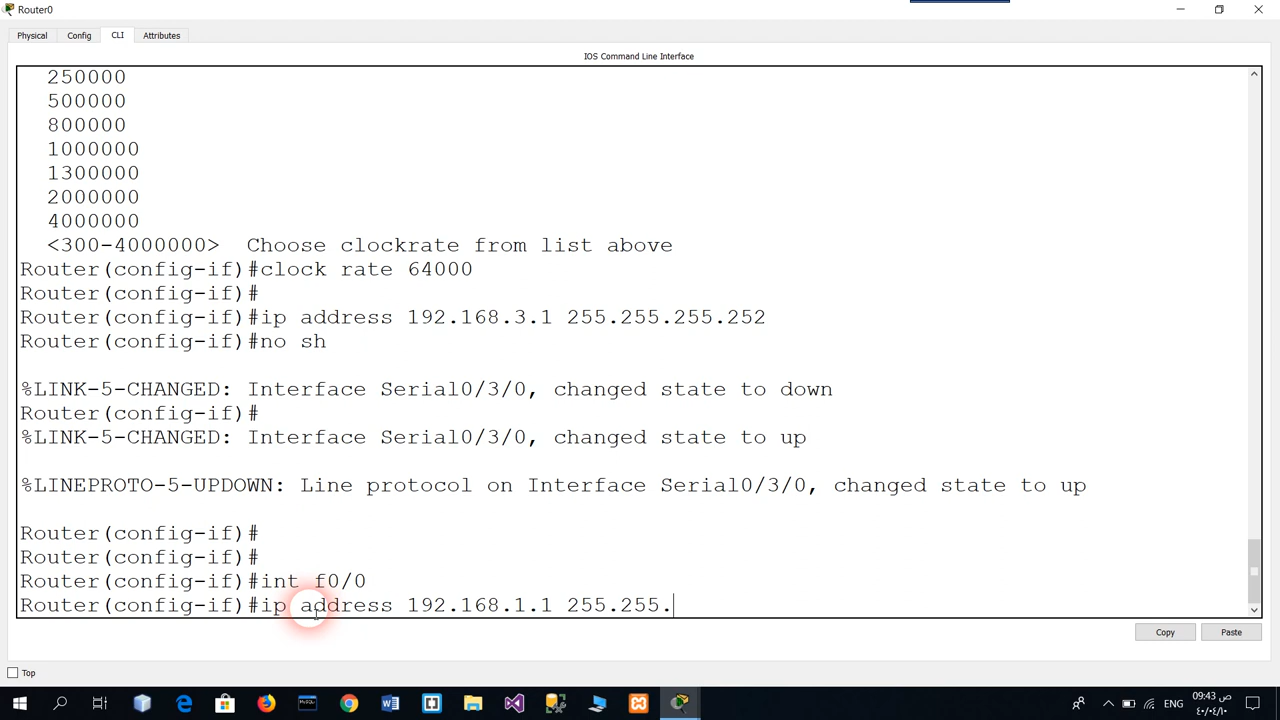 Router0
Physical Config CLI Attributes
IOS Command Line Interface
250000
500000
800000
1000000
1300000
2000000
4000000
<300-4000000> Choose clockrate from list above
Router(config-if)#clock rate 64000
Router(config-if)#
Router(config-if)#ip address 192.168.3.1 255.255.255.252
Router(config-if)#no sh
%LINK-5-CHANGED: Interface Serial0/3/0, changed state to down
Router(config-if)#
%LINK-5-CHANGED: Interface Serial0/3/0, changed state to up
%LINEPROTO-5-UPDOWN: Line protocol on Interface Serial0/3/0, changed state to up
Router(config-if)#
Router(config-if)#
Router(config-if)#int f0/0
Router(config-if)#ip address 192.168.1.1 255.255.
Copy Paste
Top
ENG
09:43 ص